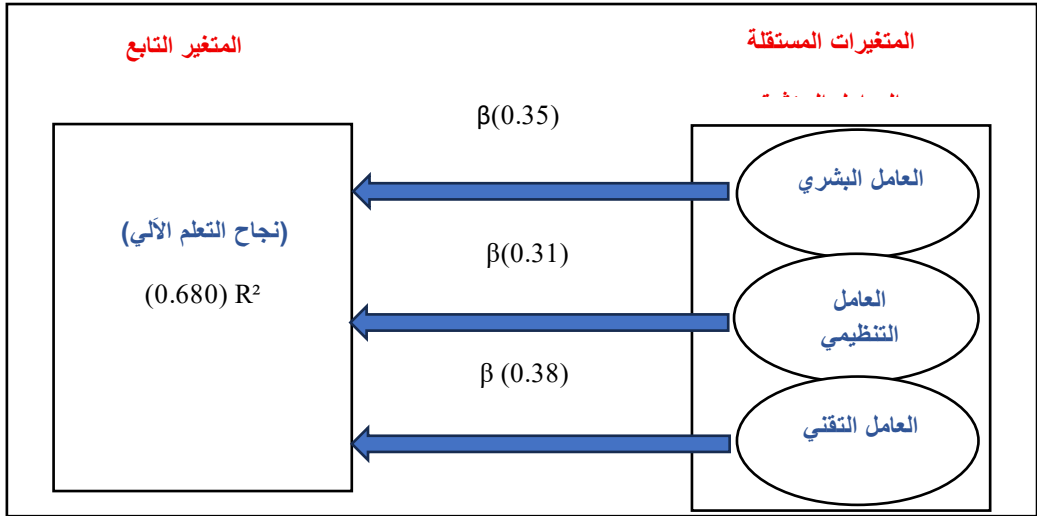 المتغيرات المستقلة
المتغير التابع
β(0.35)
العامل البشري
(نجاح التعلم الآلي)
β(0.31)
(0.680) R²
العامل
التنظيمي
β (0.38)
العامل التقني